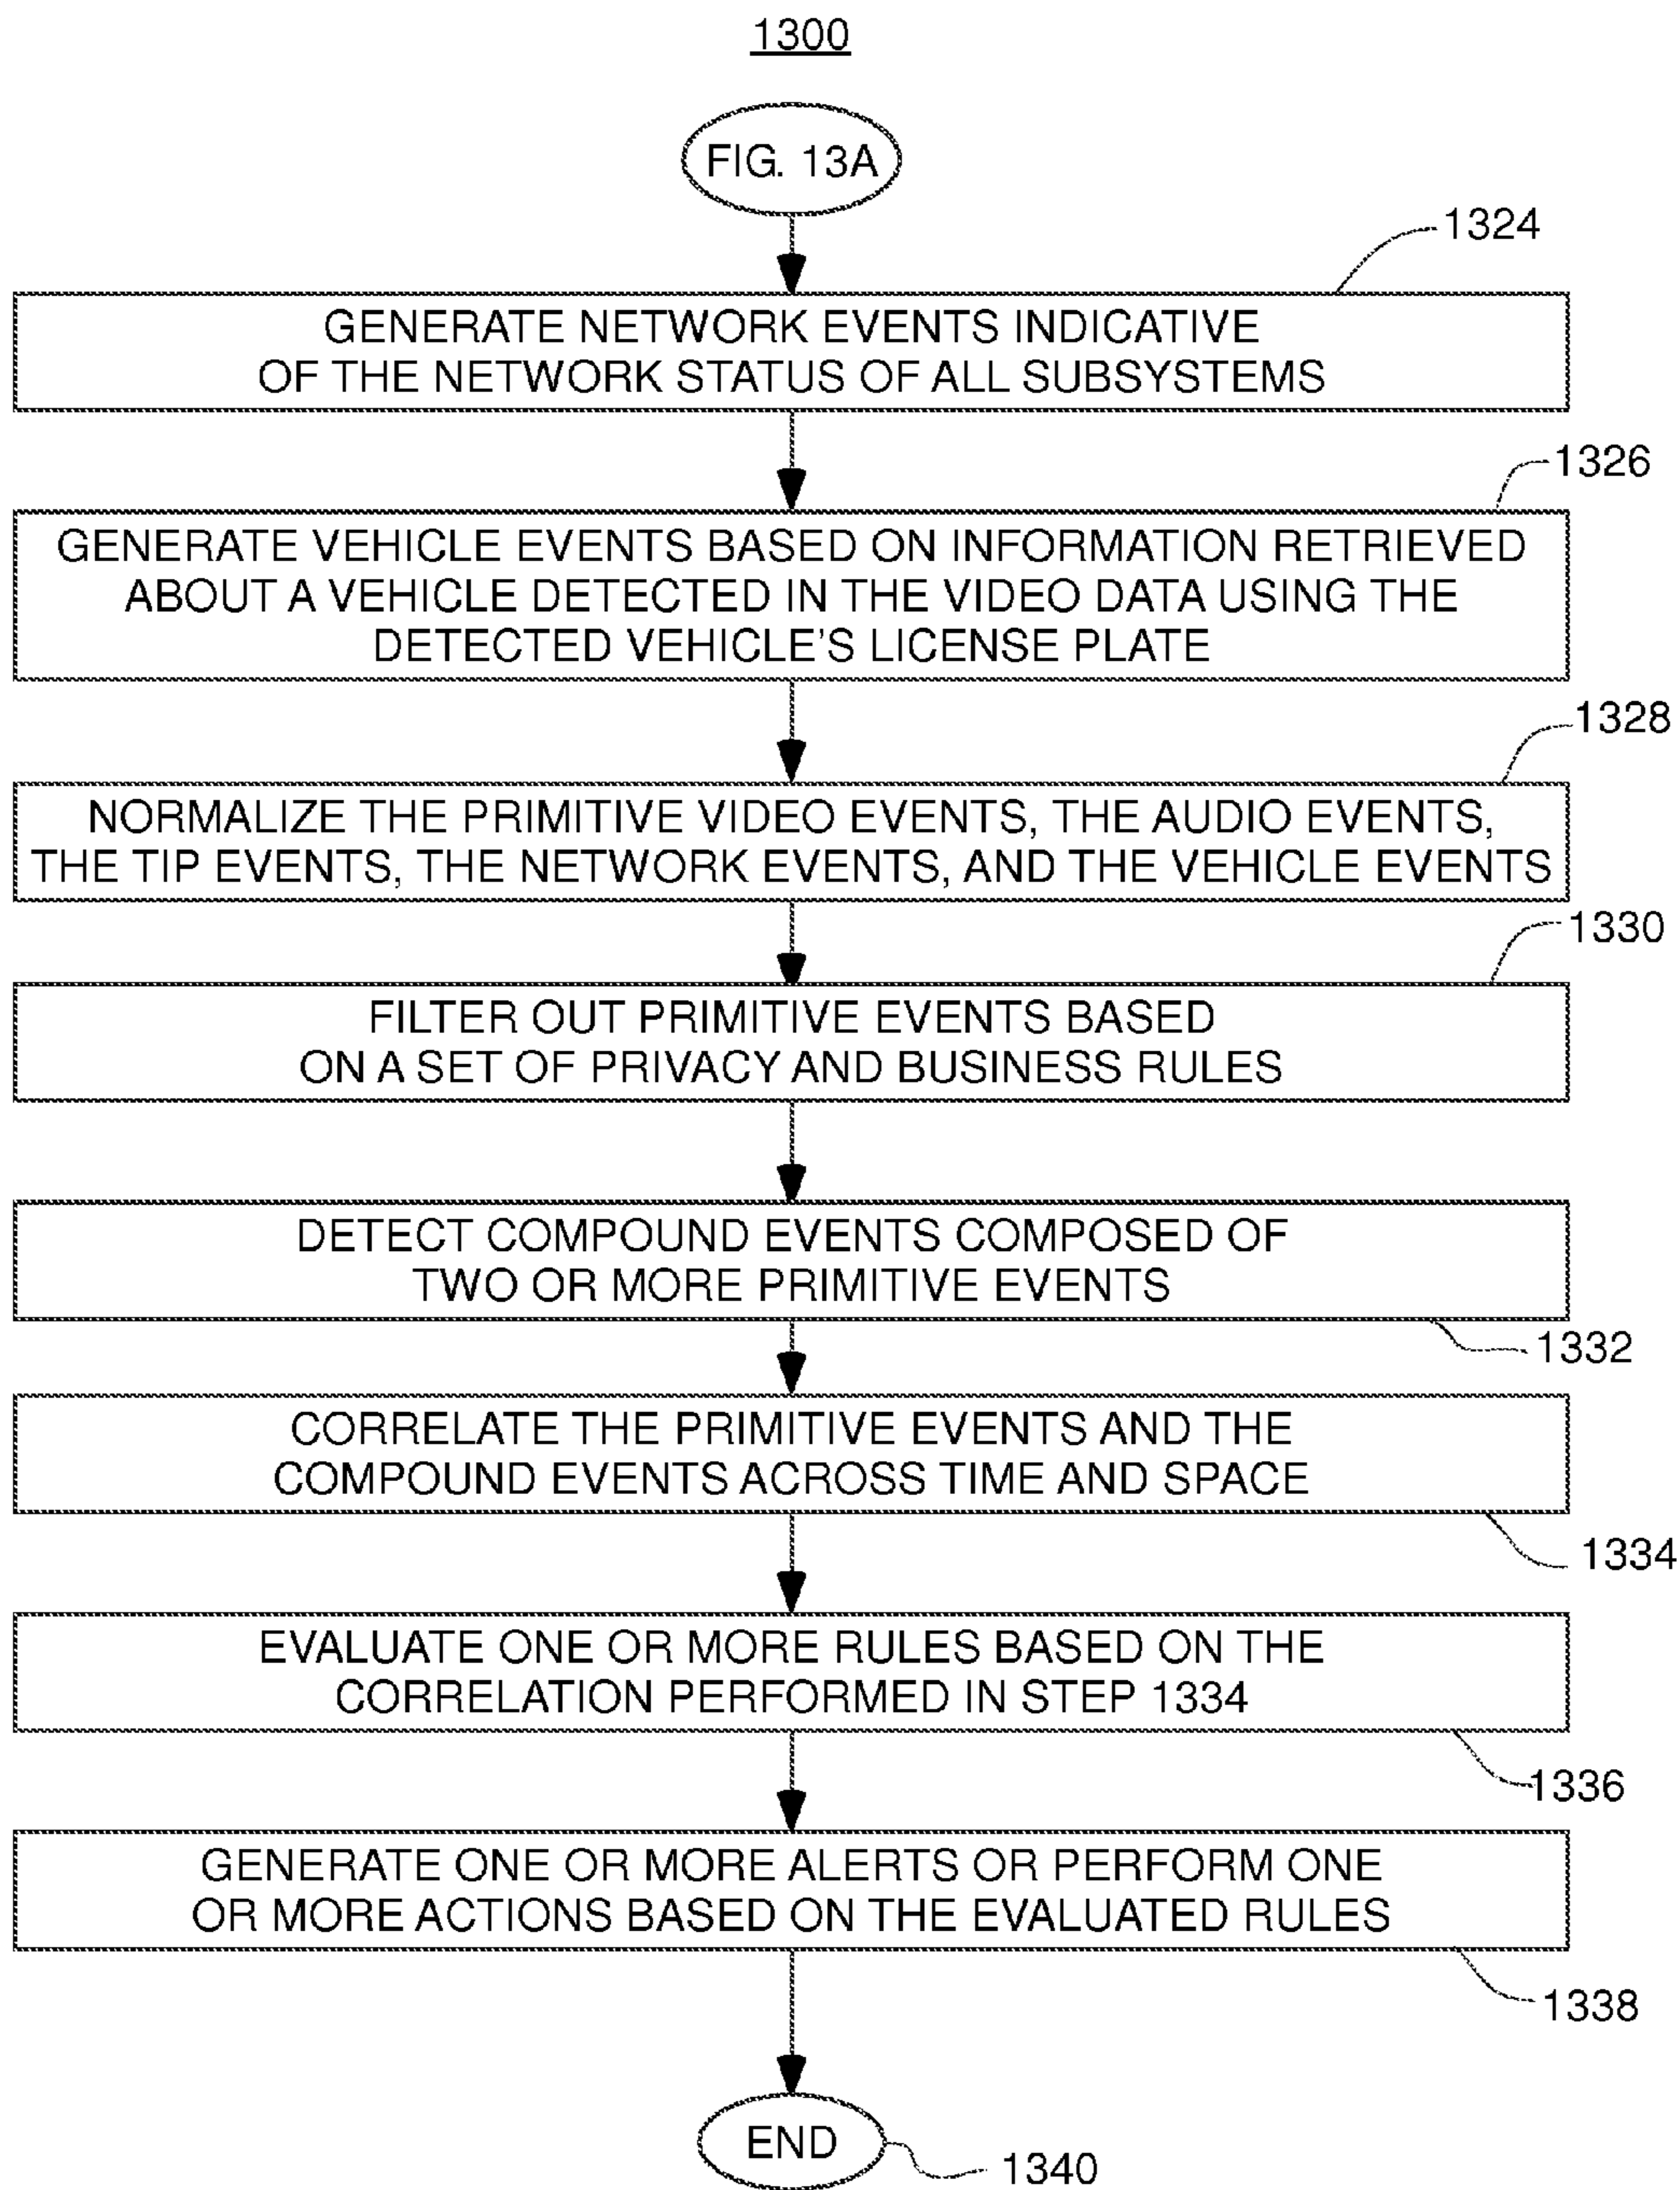 1300
FIG. 13A
1324
GENERATE NETWORK EVENTS INDICATIVE
OF THE NETWORK STATUS OF ALL SUBSYSTEMS
1326
GENERATE VEHICLE EVENTS BASED ON INFORMATION RETRIEVED
ABOUT A VEHICLE DETECTED IN THE VIDEO DATA USING THE
DETECTED VEHICLE'S LICENSE PLATE
1328
NORMALIZE THE PRIMITIVE VIDEO EVENTS, THE AUDIO EVENTS,
THE TIP EVENTS, THE NETWORK EVENTS, AND THE VEHICLE EVENTS
1330
FILTER OUT PRIMITIVE EVENTS BASED
ON A SET OF PRIVACY AND BUSINESS RULES
DETECT COMPOUND EVENTS COMPOSED OF
TWO OR MORE PRIMITIVE EVENTS
1332
CORRELATE THE PRIMITIVE EVENTS AND THE
COMPOUND EVENTS ACROSS TIME AND SPACE
1334
EVALUATE ONE OR MORE RULES BASED ON THE
CORRELATION PERFORMED IN STEP 1334
1336
GENERATE ONE OR MORE ALERTS OR PERFORM ONE
OR MORE ACTIONS BASED ON THE EVALUATED RULES
1338
END
1340